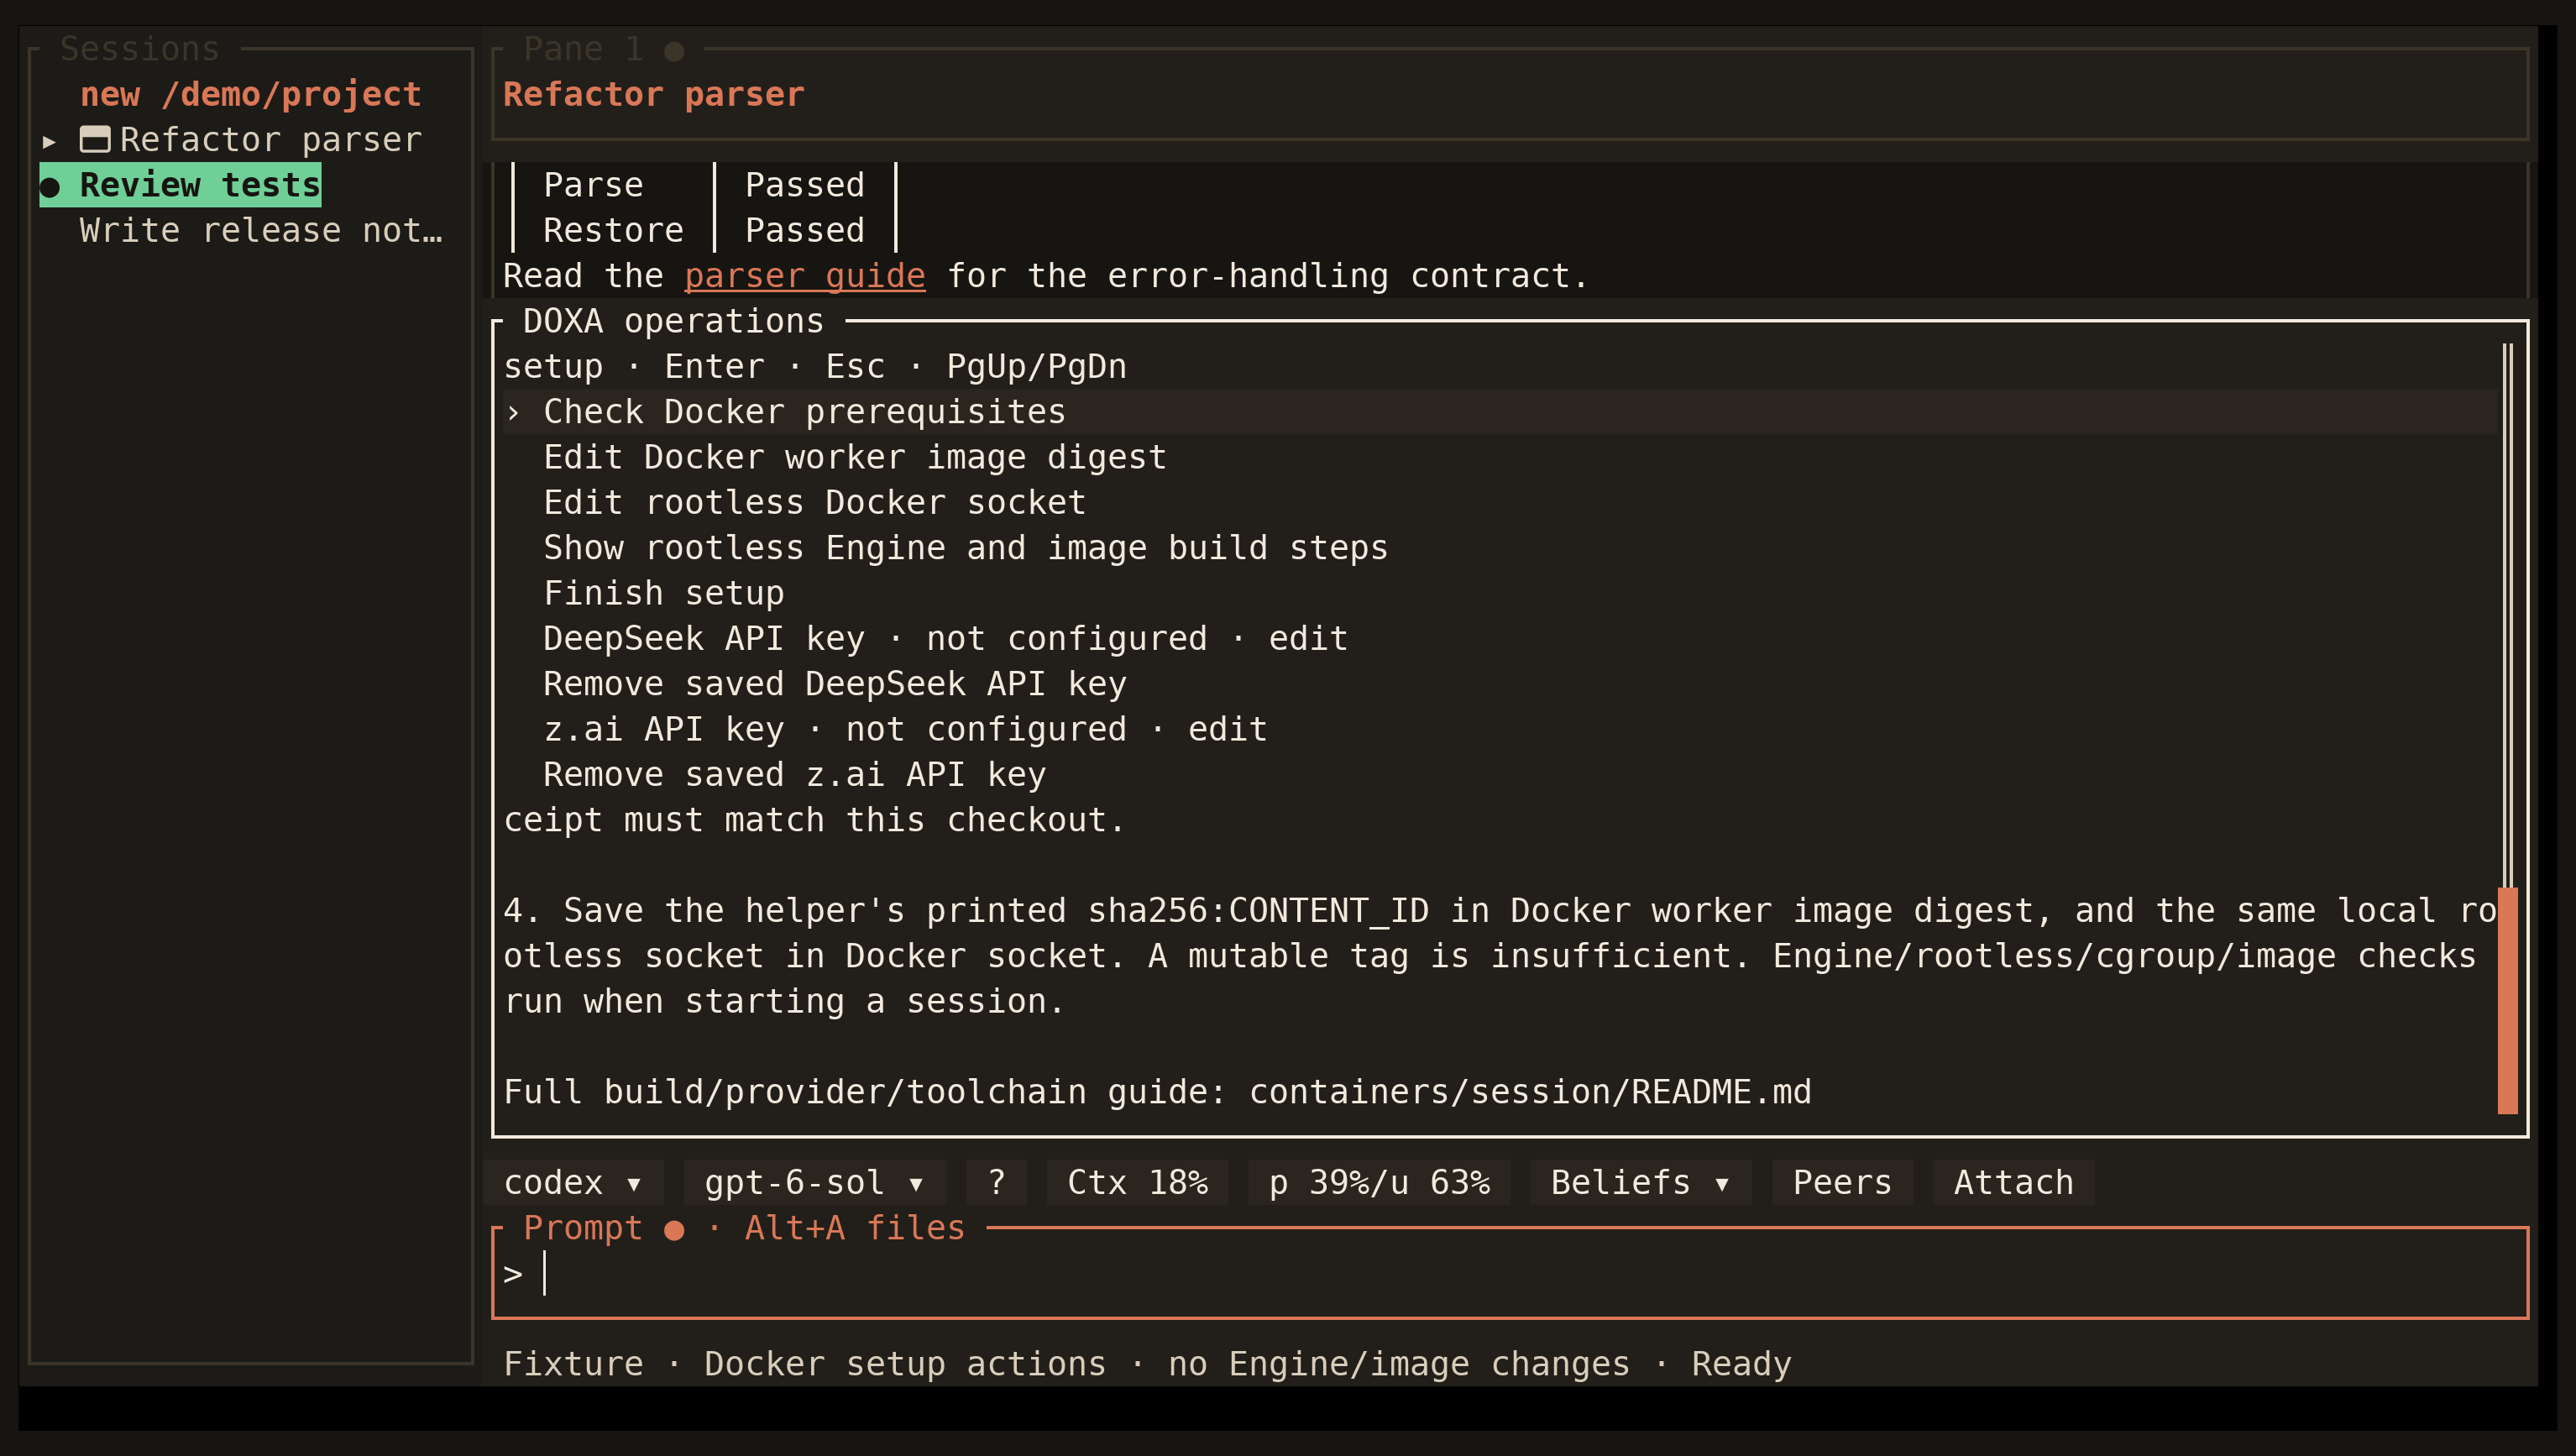 Sessions
new /demo/project
▸ Refactor parser
● Review tests
Write release not…
Pane 1 ●
Refactor parser
│ Parse │ Passed │
│ Restore │ Passed │
Read the parser guide for the error-handling contract.
DOXA operations
setup · Enter · Esc · PgUp/PgDn
› Check Docker prerequisites
Edit Docker worker image digest
Edit rootless Docker socket
Show rootless Engine and image build steps
Finish setup
DeepSeek API key · not configured · edit
Remove saved DeepSeek API key
z.ai API key · not configured · edit
Remove saved z.ai API key
ceipt must match this checkout.
4. Save the helper's printed sha256:CONTENT_ID in Docker worker image digest, and the same local ro
otless socket in Docker socket. A mutable tag is insufficient. Engine/rootless/cgroup/image checks
run when starting a session.
Full build/provider/toolchain guide: containers/session/README.md
codex ▾ gpt-6-sol ▾ ? Ctx 18% p 39%/u 63% Beliefs ▾ Peers Attach
Prompt ● · Alt+A files
>
Fixture · Docker setup actions · no Engine/image changes · Ready